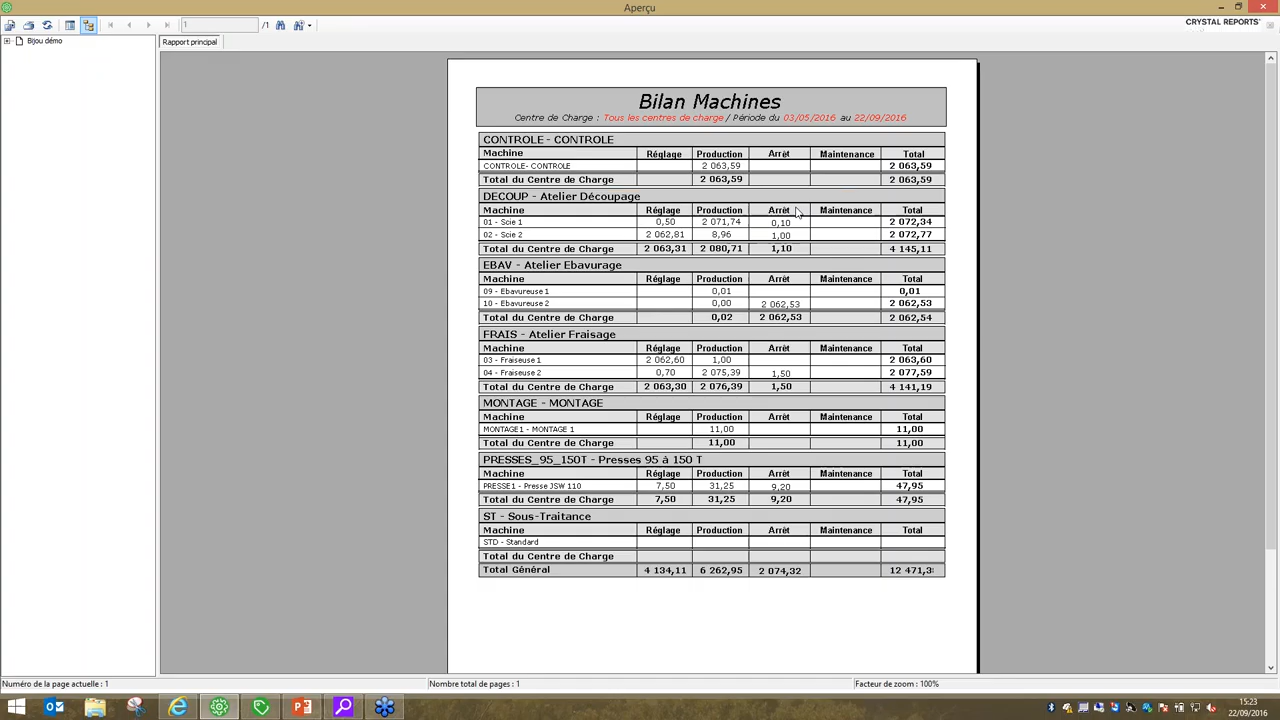 Aperçu
1 /1
CRYSTAL REPORTS
Bijou démo
Rapport principal
Bilan Machines
Centre de Charge : Tous les centres de charge / Période du 03/05/2016 au 22/09/2016
CONTROLE - CONTROLE
Machine Réglage Production Arrêt Maintenance Total
CONTROLE- CONTROLE 2 063,59 2 063,59
Total du Centre de Charge 2 063,59 2 063,59
DECOUP - Atelier Découpage
Machine Réglage Production Arrêt Maintenance Total
01 - Scie 1 0,50 2 071,74 0,10 2 072,34
02 - Scie 2 2 062,81 8,96 1,00 2 072,77
Total du Centre de Charge 2 063,31 2 080,71 1,10 4 145,11
EBAV - Atelier Ebavurage
Machine Réglage Production Arrêt Maintenance Total
09 - Ebavureuse 1 0,01 0,01
10 - Ebavureuse 2 0,00 2 062,53 2 062,53
Total du Centre de Charge 0,02 2 062,53 2 062,54
FRAIS - Atelier Fraisage
Machine Réglage Production Arrêt Maintenance Total
03 - Fraiseuse 1 2 062,60 1,00 2 063,60
04 - Fraiseuse 2 0,70 2 075,39 1,50 2 077,59
Total du Centre de Charge 2 063,30 2 076,39 1,50 4 141,19
MONTAGE - MONTAGE
Machine Réglage Production Arrêt Maintenance Total
MONTAGE1 - MONTAGE 1 11,00 11,00
Total du Centre de Charge 11,00 11,00
PRESSES_95_150T - Presses 95 à 150 T
Machine Réglage Production Arrêt Maintenance Total
PRESSE1 - Presse JSW 110 7,50 31,25 9,20 47,95
Total du Centre de Charge 7,50 31,25 9,20 47,95
ST - Sous-Traitance
Machine Réglage Production Arrêt Maintenance Total
STD - Standard
Total du Centre de Charge
Total Général 4 134,11 6 262,95 2 074,32 12 471,3
Numéro de la page actuelle : 1 Nombre total de pages : 1 Facteur de zoom : 100%
15:23
22/09/2016